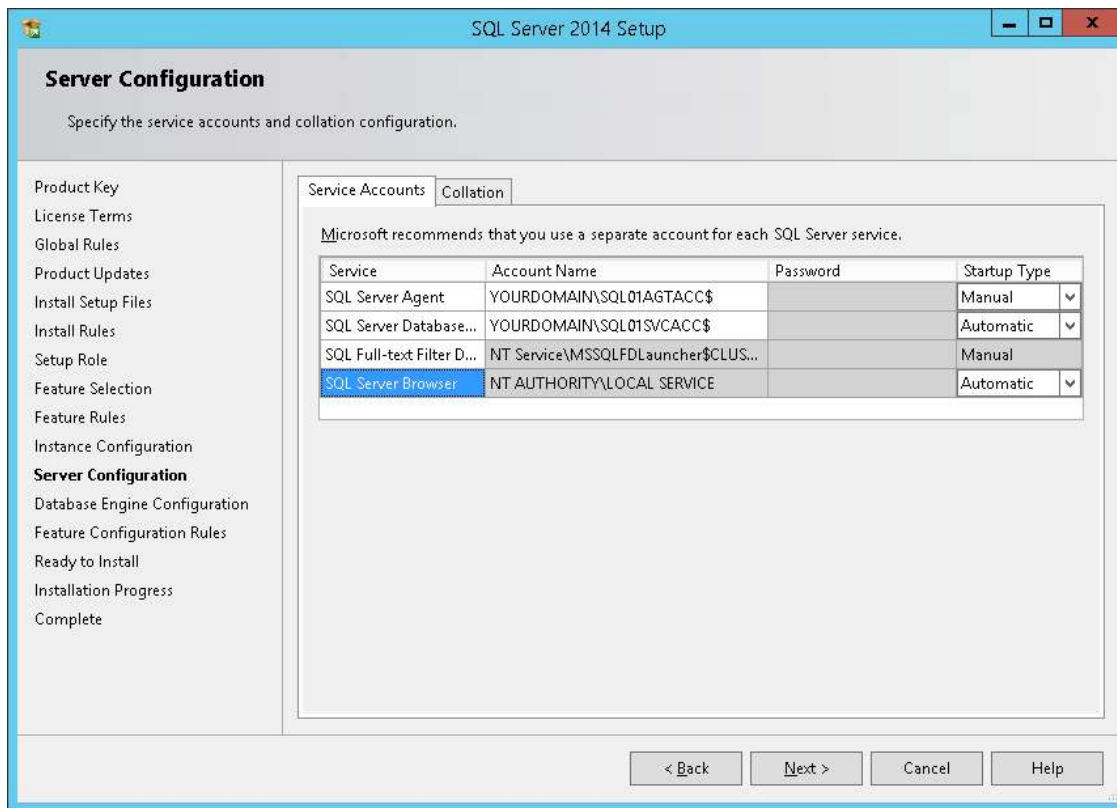 SQL Server 2014 Setup
Server Configuration
Specify the service accounts and collation configuration.
Product Key
License Terms
Global Rules
Product Updates
Install Setup Files
Install Rules
Setup Role
Feature Selection
Feature Rules
Instance Configuration
Server Configuration
Database Engine Configuration
Feature Configuration Rules
Ready to Install
Installation Progress
Complete
Service Accounts Collation
Microsoft recommends that you use a separate account for each SQL Server service.
Service Account Name Password Startup Type
SQL Server Agent YOURDOMAIN\SQL01AGTACC$ Manual
SQL Server Database... YOURDOMAIN\SQL01SVCACC$ Automatic
SQL Full-text Filter D... NT Service\MSSQLFDLauncher$CLUS... Manual
SQL Server Browser NT AUTHORITY\LOCAL SERVICE Automatic
< Back Next > Cancel Help